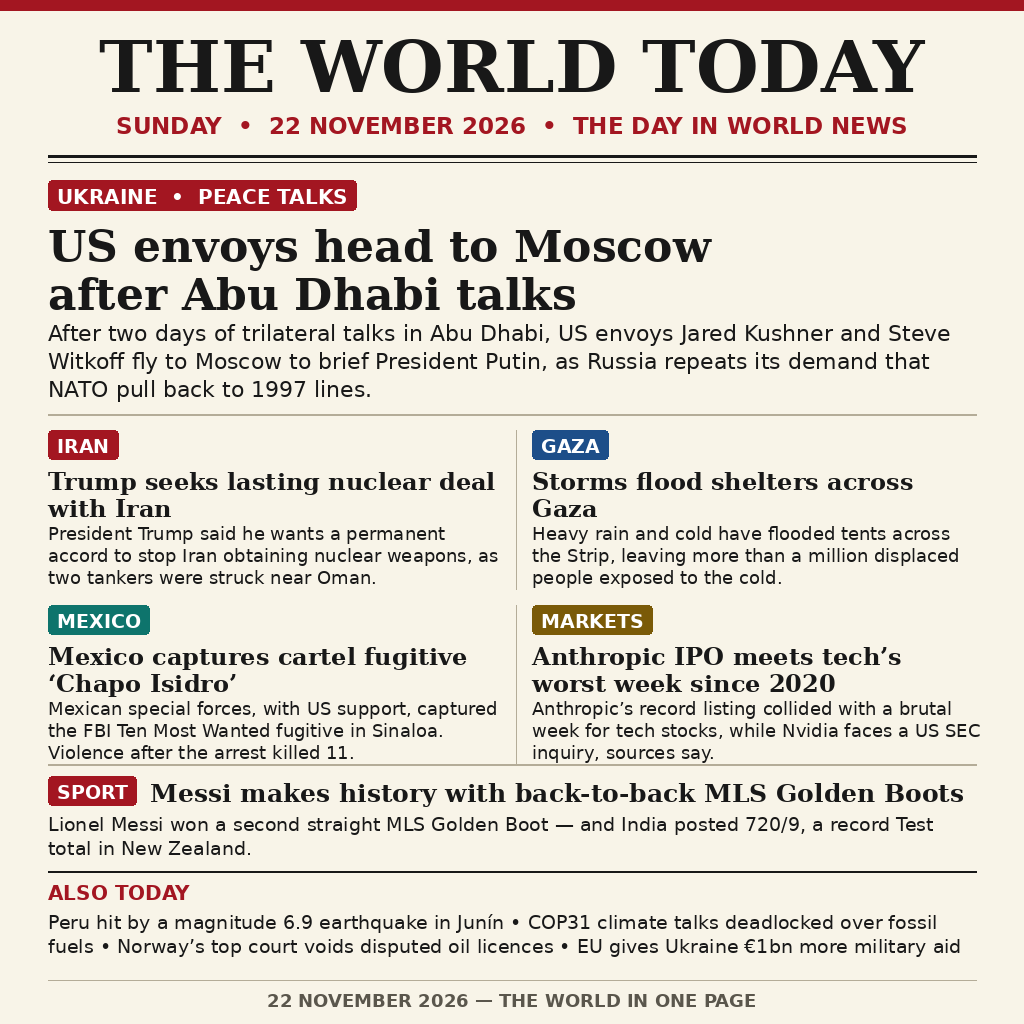 THE WORLD TODAY
SUNDAY • 22 NOVEMBER 2026 • THE DAY IN WORLD NEWS
UKRAINE • PEACE TALKS
US envoys head to Moscow
after Abu Dhabi talks
After two days of trilateral talks in Abu Dhabi, US envoys Jared Kushner and Steve
Witkoff fly to Moscow to brief President Putin, as Russia repeats its demand that
NATO pull back to 1997 lines.
IRAN
Trump seeks lasting nuclear deal
with Iran
President Trump said he wants a permanent
accord to stop Iran obtaining nuclear weapons, as
two tankers were struck near Oman.
GAZA
Storms flood shelters across
Gaza
Heavy rain and cold have flooded tents across
the Strip, leaving more than a million displaced
people exposed to the cold.
MEXICO
Mexico captures cartel fugitive
‘Chapo Isidro’
Mexican special forces, with US support, captured
the FBI Ten Most Wanted fugitive in Sinaloa.
Violence after the arrest killed 11.
MARKETS
Anthropic IPO meets tech’s
worst week since 2020
Anthropic’s record listing collided with a brutal
week for tech stocks, while Nvidia faces a US SEC
inquiry, sources say.
SPORT
Messi makes history with back-to-back MLS Golden Boots
Lionel Messi won a second straight MLS Golden Boot — and India posted 720/9, a record Test
total in New Zealand.
ALSO TODAY
Peru hit by a magnitude 6.9 earthquake in Junín • COP31 climate talks deadlocked over fossil
fuels • Norway’s top court voids disputed oil licences • EU gives Ukraine €1bn more military aid
22 NOVEMBER 2026 — THE WORLD IN ONE PAGE